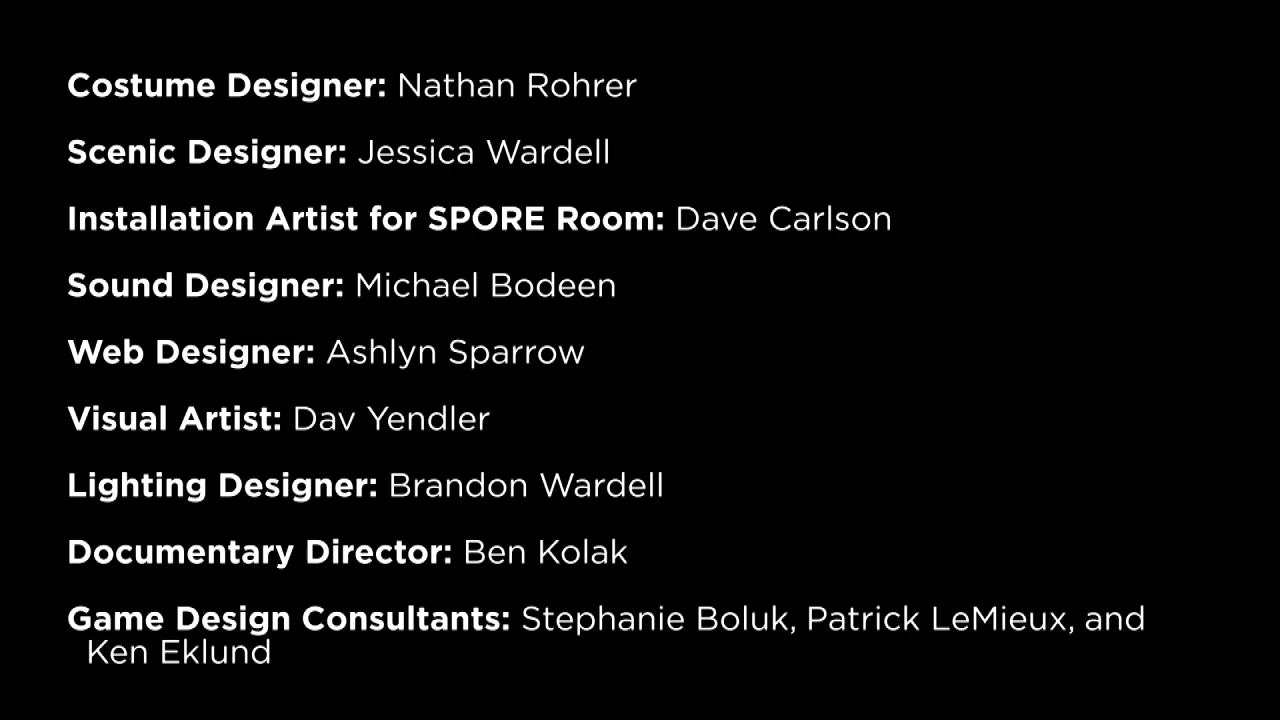 Costume Designer: Nathan Rohrer
Scenic Designer: Jessica Wardell
Installation Artist for SPORE Room: Dave Carlson
Sound Designer: Michael Bodeen
Web Designer: Ashlyn Sparrow
Visual Artist: Dav Yendler
Lighting Designer: Brandon Wardell
Documentary Director: Ben Kolak
Game Design Consultants: Stephanie Boluk, Patrick LeMieux, and
Ken Eklund